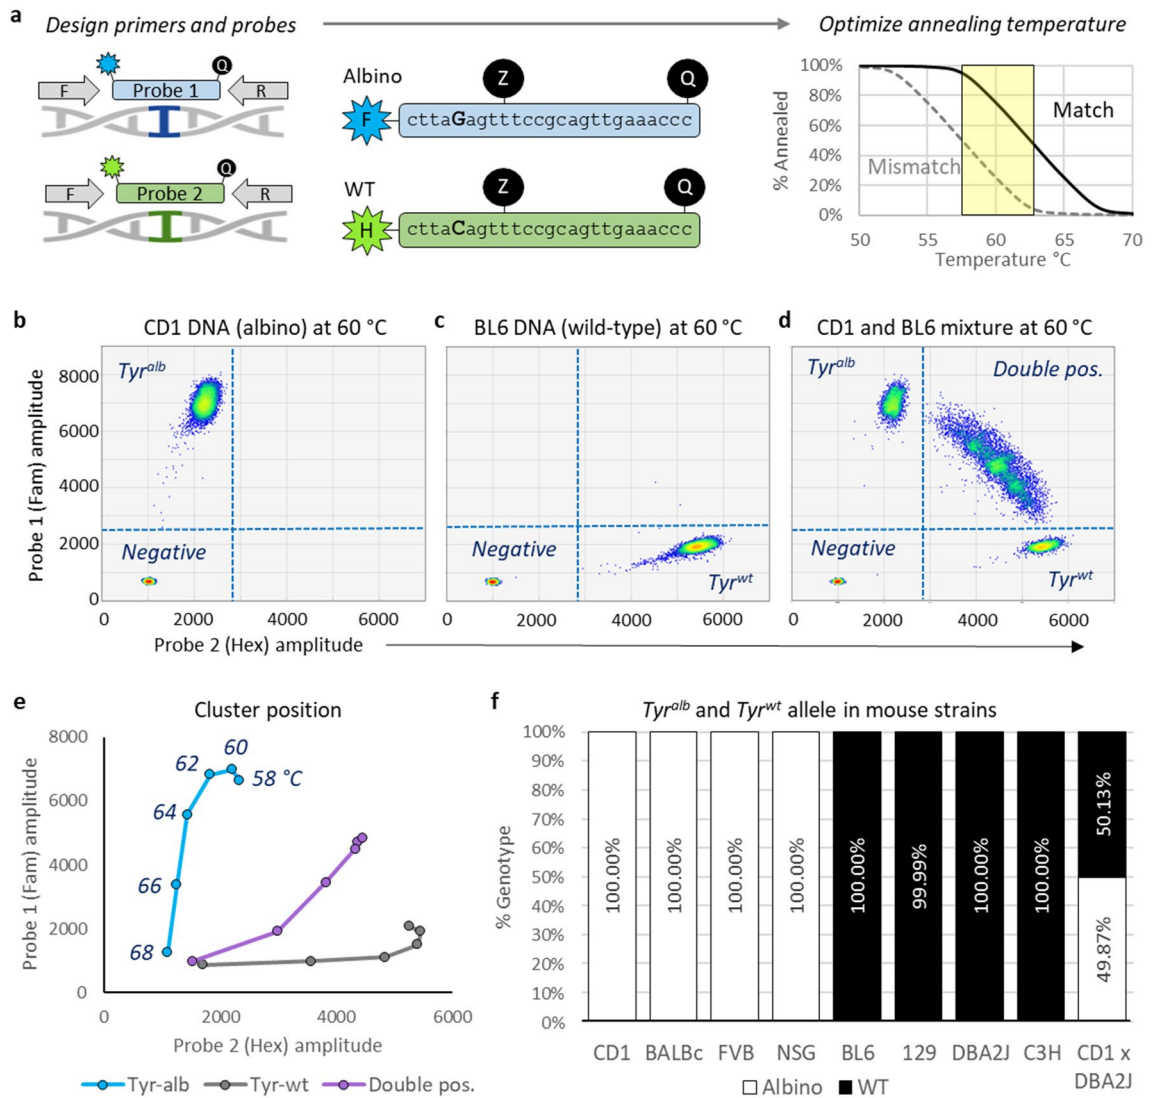 a
Design primers and probes
Optimize annealing temperature
Q
F
Probe 1
R
Q
F
Probe 2
R
Albino
Z
Q
F
cttaGagtttccgcagttgaaaccc
WT
Z
Q
H
cttaCagtttccgcagttgaaaccc
% Annealed
100%
80%
60%
40%
20%
0%
Match
Mismatch
50 55 60 65 70
Temperature °C
b
CD1 DNA (albino) at 60 °C
c
BL6 DNA (wild-type) at 60 °C
d
CD1 and BL6 mixture at 60 °C
Probe 1 (Fam) amplitude
8000
6000
4000
2000
0
Tyralb
Negative
0 2000 4000 6000
Negative
Tyrwt
0 2000 4000 6000
Tyralb
Double pos.
Negative
Tyrwt
0 2000 4000 6000
Probe 2 (Hex) amplitude
e
Cluster position
Probe 1 (Fam) amplitude
8000
6000
4000
2000
0
60
62
58 °C
64
66
68
0 2000 4000 6000
Probe 2 (Hex) amplitude
Tyr-alb Tyr-wt Double pos.
f
Tyralb and Tyrwt allele in mouse strains
% Genotype
100%
90%
80%
70%
60%
50%
40%
30%
20%
10%
0%
100.00%
100.00%
100.00%
100.00%
100.00%
99.99%
100.00%
100.00%
50.13%
49.87%
CD1 BALBc FVB NSG BL6 129 DBA2J C3H CD1 x
DBA2J
Albino WT